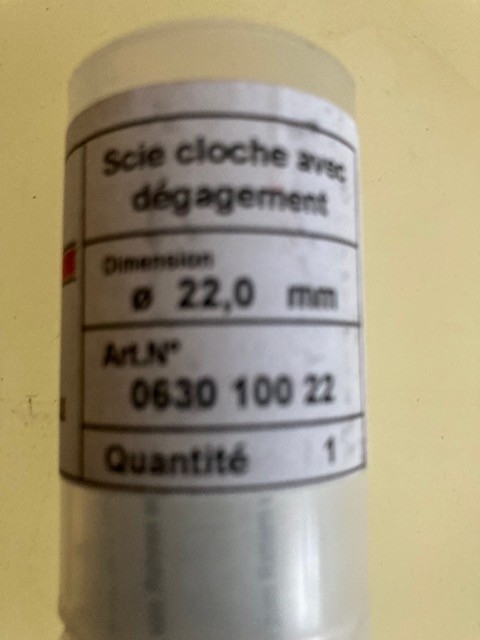 Scie cloche avec
dégagement
Dimension
ø 22,0 mm
Art.N°
0630 100 22
Quantité 1